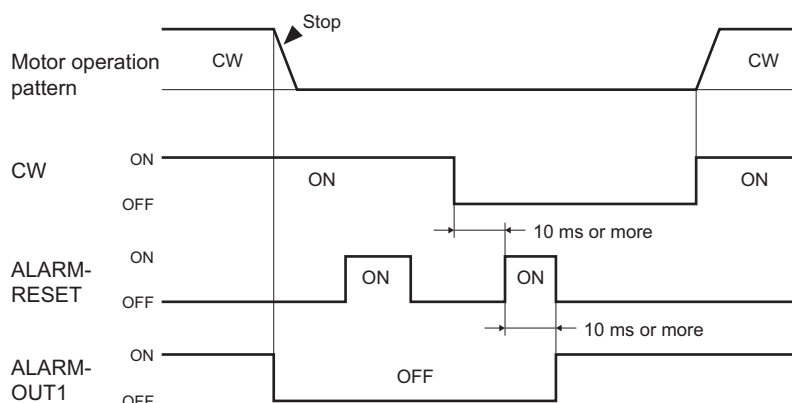 Stop
Motor operation
pattern
CW
CW
CW
ON
OFF
ON
ON
10 ms or more
ALARM-
RESET
ON
OFF
ON
ON
10 ms or more
ALARM-
OUT1
ON
OFF
OFF